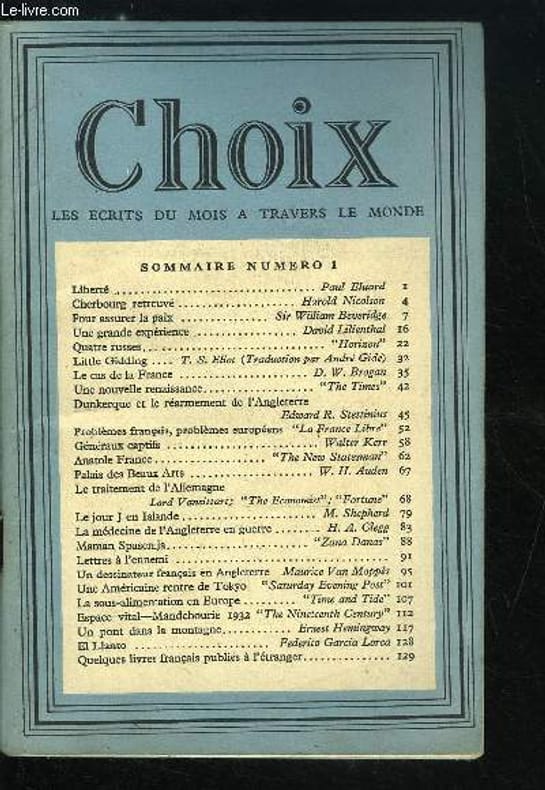 Le-livre.com
Choix
LES ECRITS DU MOIS A TRAVERS LE MONDE
SOMMAIRE NUMERO 1
Liberté .......... Paul Eluard 1
Cherbourg retrouvé .......... Harold Nicolson 4
Pour assurer la paix .......... Sir William Beveridge 7
Une grande expérience .......... David Lilienthal 16
Quatre russes .......... "Horizon" 22
Little Gidding .... T. S. Eliot (Traduction par André Gide) 32
Le cas de la France .......... D. W. Brogan 35
Une nouvelle renaissance .......... "The Times" 42
Dunkerque et le réarmement de l'Angleterre
Edward R. Stettinius 45
Problèmes français, problèmes européens "La France Libre" 52
Généraux captifs .......... Walter Kerr 58
Anatole France .......... "The New Statesman" 62
Palais des Beaux Arts .......... W. H. Auden 67
Le traitement de l'Allemagne
Lord Vansittart; "The Economist"; "Fortune" 68
Le jour J en Islande .......... M. Shephard 79
La médecine de l'Angleterre en guerre .......... H. A. Clegg 83
Maman Spasenja .......... "Zena Danas" 88
Lettres à l'ennemi .......... 91
Un dessinateur français en Angleterre Maurice Van Moppès 95
Une Américaine rentre de Tokyo "Saturday Evening Post" 101
La sous-alimentation en Europe .......... "Time and Tide" 107
Espace vital—Mandchourie 1932 "The Nineteenth Century" 112
Un pont dans la montagne .......... Ernest Hemingway 117
El Llanto .......... Federico Garcia Lorca 128
Quelques livres français publiés à l'étranger .......... 129